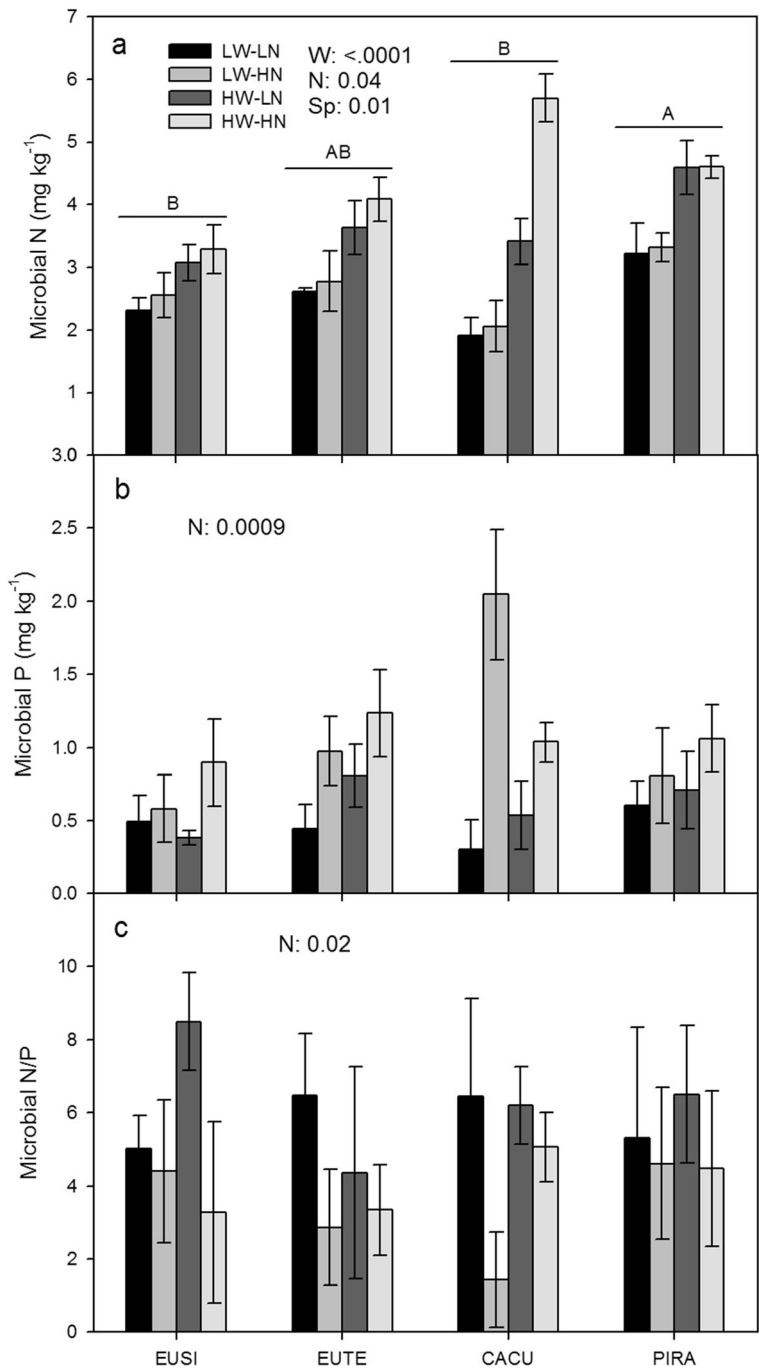 a
LW-LN
LW-HN
HW-LN
HW-HN
W: <.0001
N: 0.04
Sp: 0.01
B
AB
B
A
7
6
5
4
3
2
1
Microbial N (mg kg⁻¹)
b
N: 0.0009
3.0
2.5
2.0
1.5
1.0
0.5
0.0
Microbial P (mg kg⁻¹)
c
N: 0.02
10
8
6
4
2
0
Microbial N/P
EUSI EUTE CACU PIRA